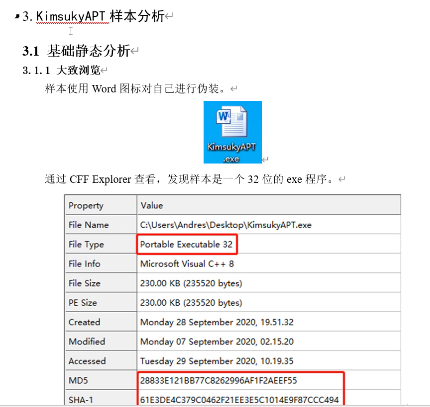 3. KimsukyAPT 样本分析
3.1 基础静态分析
3.1.1 大致浏览
样本使用 Word 图标对自己进行伪装。
KimsukyAPT
.exe
通过 CFF Explorer 查看，发现样本是一个 32 位的 exe 程序。
Property Value
File Name C:\Users\Andres\Desktop\KimsukyAPT.exe
File Type Portable Executable 32
File Info Microsoft Visual C++ 8
File Size 230.00 KB (235520 bytes)
PE Size 230.00 KB (235520 bytes)
Created Monday 28 September 2020, 19.51.32
Modified Monday 07 September 2020, 02.15.20
Accessed Tuesday 29 September 2020, 10.19.35
MD5 28833E121BB77C8262996AF1F2AEEF55
SHA-1 61E3DE4C379C0462F21EE3E5C1014E9F87CCC494